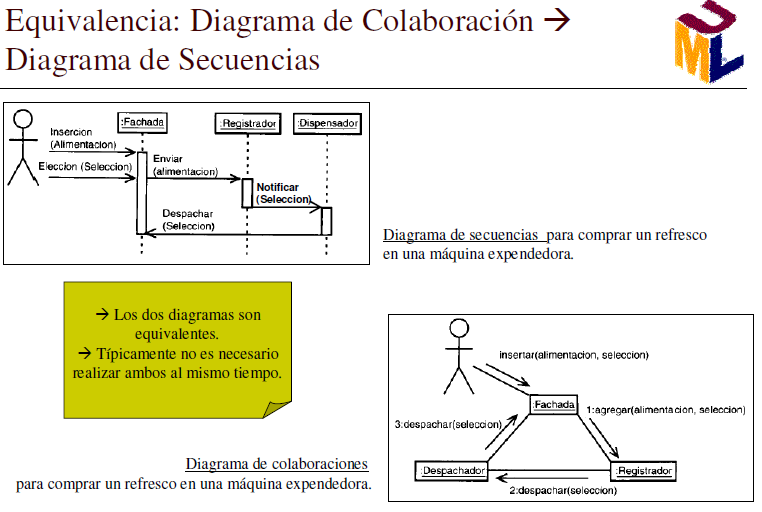 Equivalencia: Diagrama de Colaboración →
Diagrama de Secuencias
UML
:Fachada
:Registrador
:Dispensador
Insercion
(Alimentacion)
Eleccion (Seleccion)
Enviar
(alimentacion)
Notificar
(Seleccion)
Despachar
(Seleccion)
Diagrama de secuencias para comprar un refresco
en una máquina expendedora.
→ Los dos diagramas son
equivalentes.
→ Típicamente no es necesario
realizar ambos al mismo tiempo.
insertar(alimentacion, seleccion)
:Fachada
1:agregar(alimentacion, seleccion)
3:despachar(seleccion)
:Despachador
:Registrador
2:despachar(seleccion)
Diagrama de colaboraciones
para comprar un refresco en una máquina expendedora.